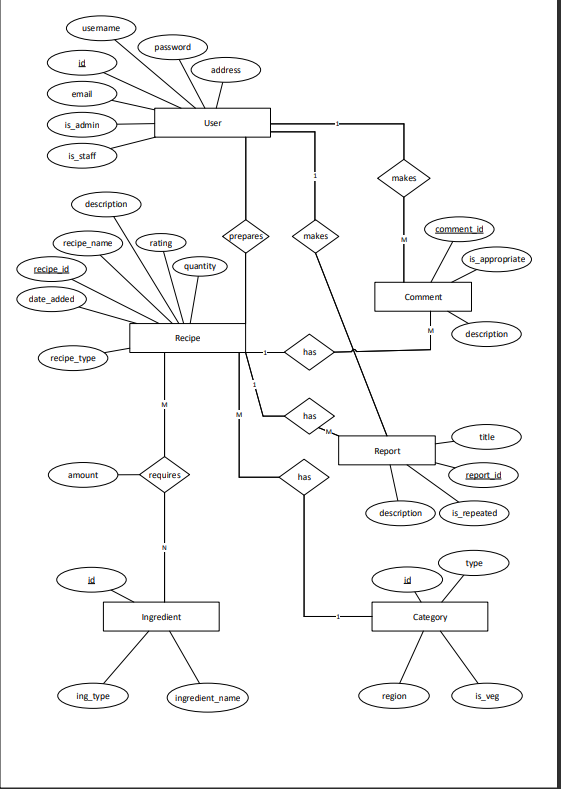 username
password
id
address
email
is_admin
User
is_staff
1
1
makes
description
prepares
makes
recipe_name
rating
M
comment_id
recipe_id
quantity
is_appropriate
date_added
Comment
description
Recipe
M
recipe_type
1
has
1
M
M
has
M
title
Report
amount
requires
has
report_id
description
is_repeated
N
id
id
type
Ingredient
1
Category
ing_type
ingredient_name
region
is_veg